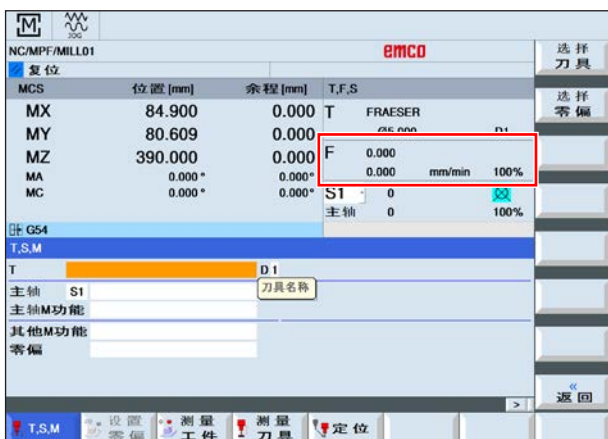 M
JOG
NC/MPF/MILL01
emco
复位
MCS 位置 [mm] 余程 [mm] T,F,S
MX 84.900 0.000 T FRAESER
MY 80.609 0.000 Ø5.000 D1
MZ 390.000 0.000 F 0.000
MA 0.000 ° 0.000° 0.000 mm/min 100%
MC 0.000 ° 0.000° S1 0
主轴 0 100%
G54
T,S,M
T D 1
刀具名称
主轴 S1
主轴M功能
其他M功能
零偏
选择
刀具
选择
零偏
«
返回
>
T,S,M
设置
零偏
测量
工件
测量
刀具
定位